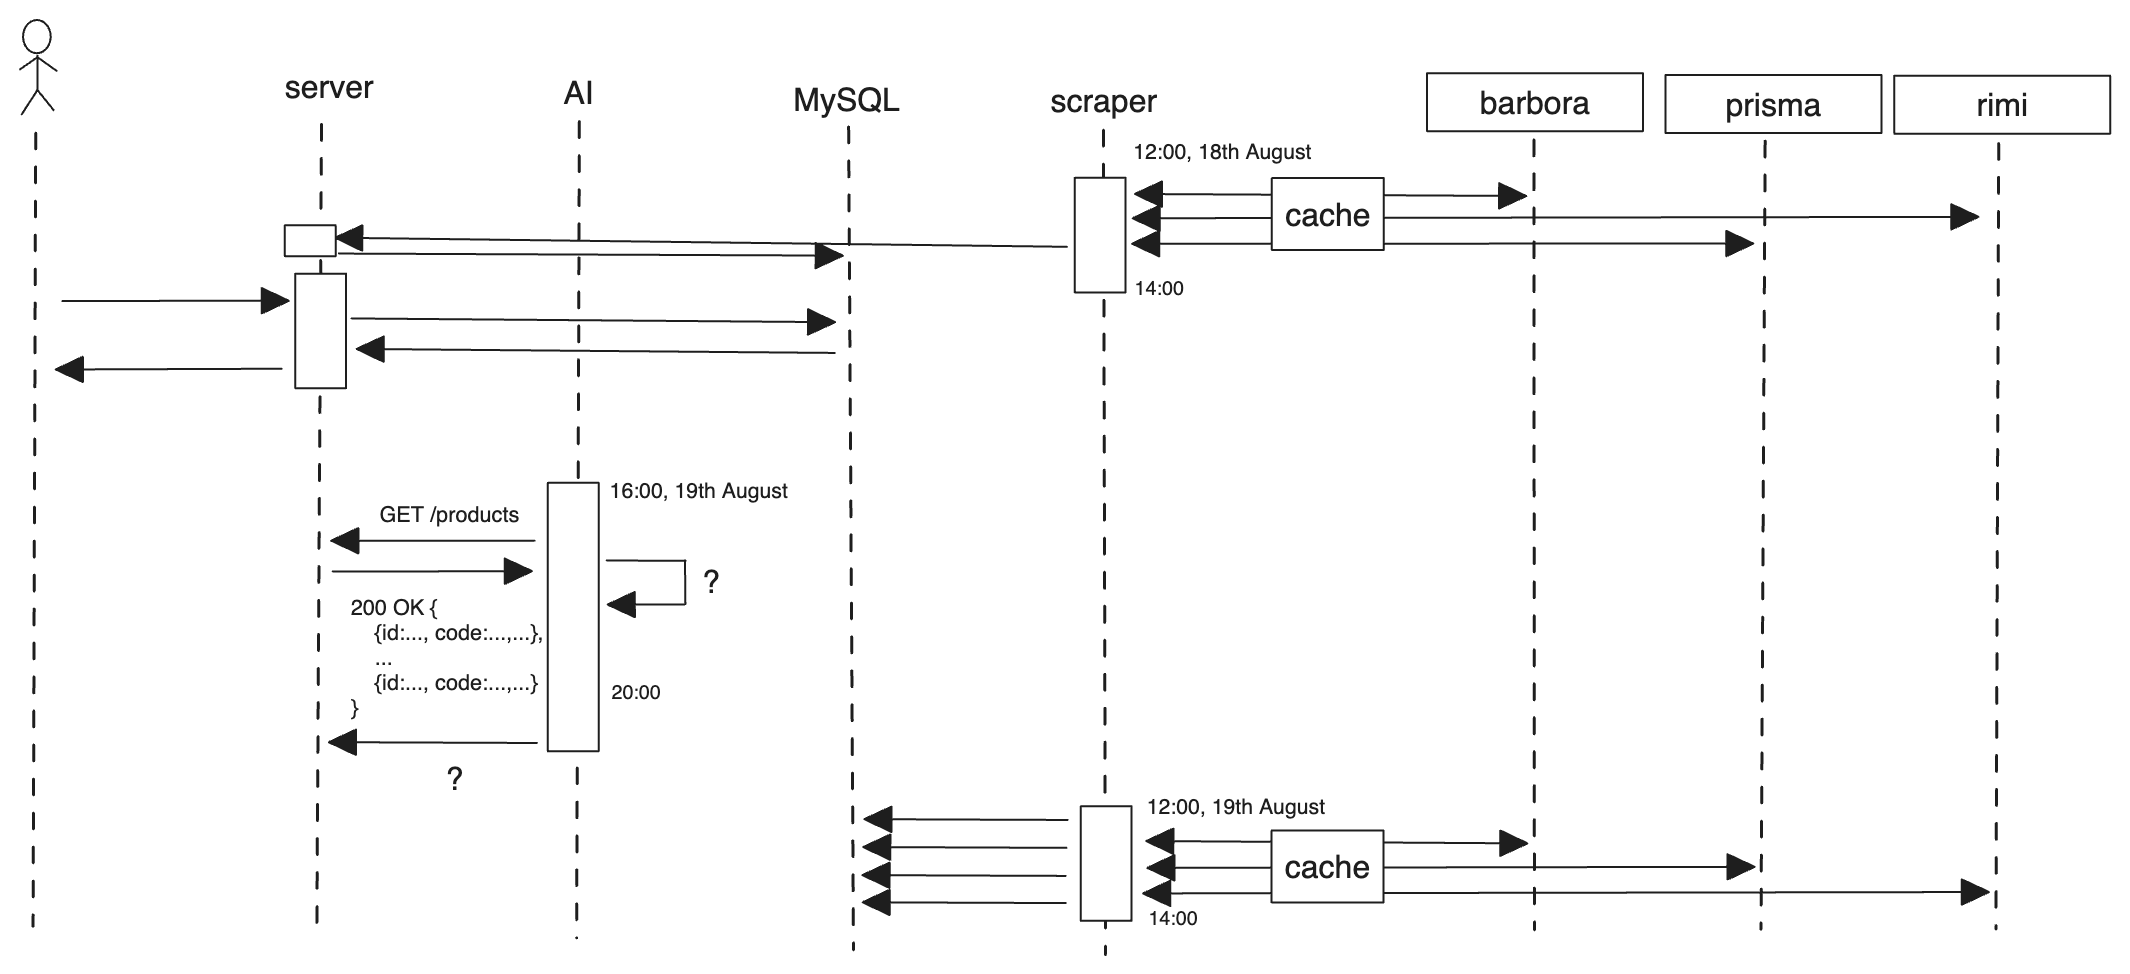 server
AI
MySQL
scraper
barbora
prisma
rimi
12:00, 18th August
cache
14:00
16:00, 19th August
GET /products
?
200 OK {
{id:..., code:...,...},
...
{id:..., code:...,...}
}
20:00
?
12:00, 19th August
cache
14:00